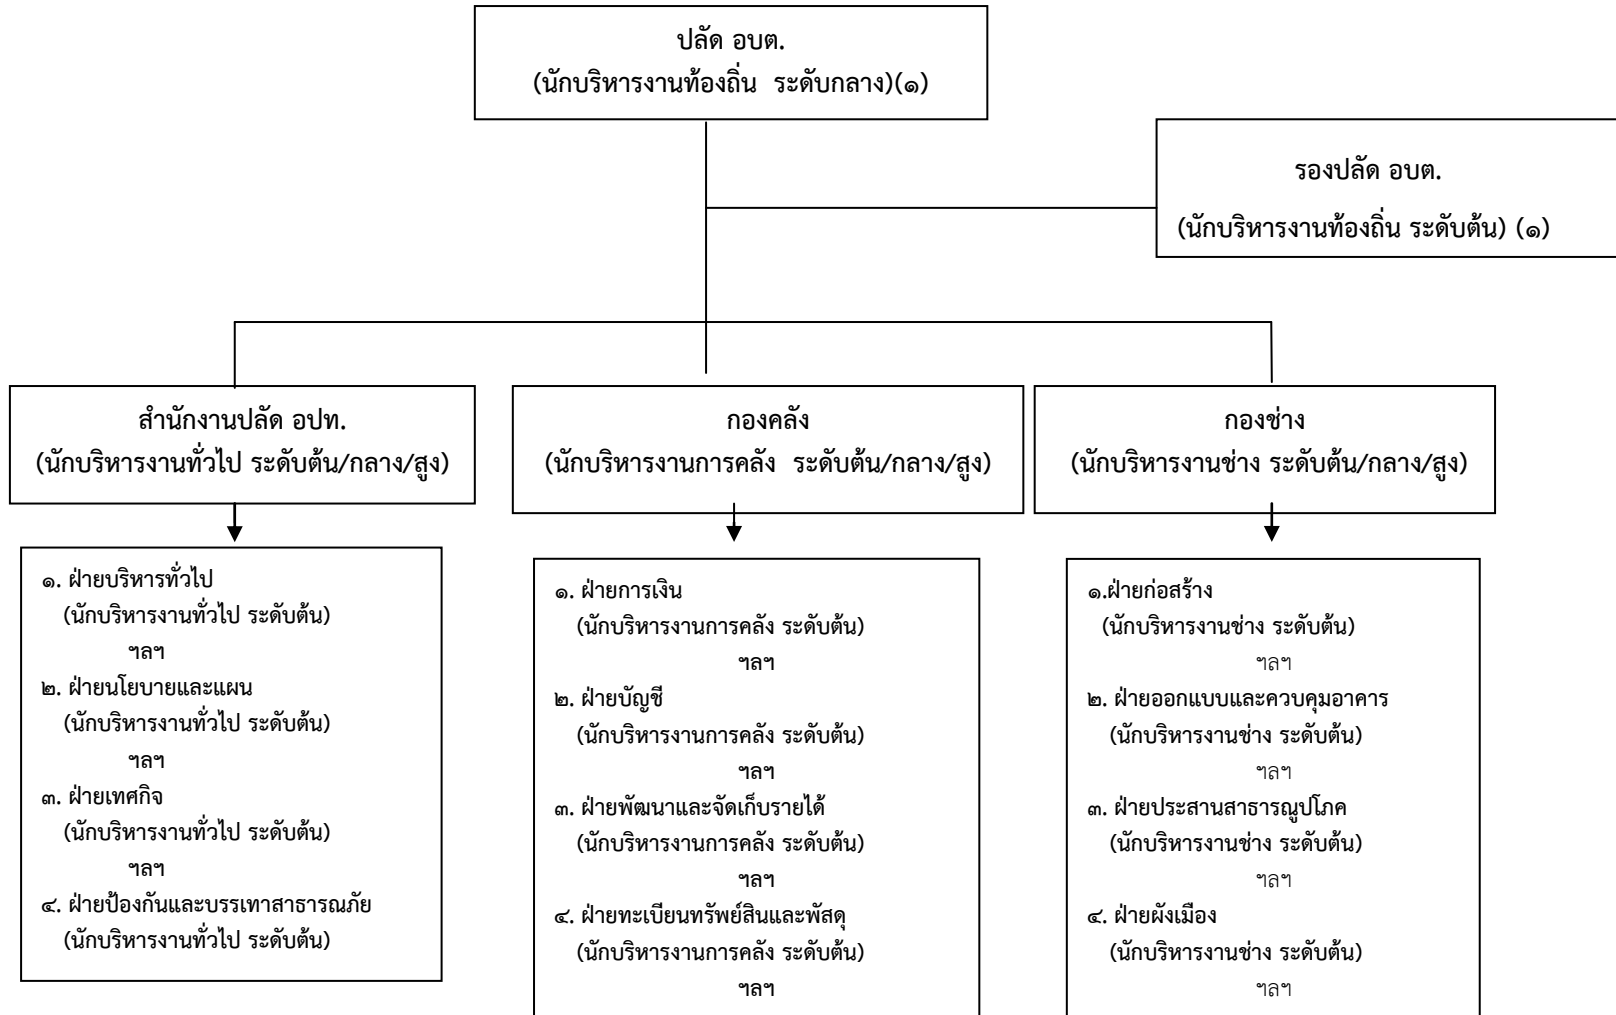 ปลัด อบต.
(นักบริหารงานท้องถิ่น ระดับกลาง)(๑)
รองปลัด อบต.
(นักบริหารงานท้องถิ่น ระดับต้น) (๑)
สำนักงานปลัด อปท.
(นักบริหารงานทั่วไป ระดับต้น/กลาง/สูง)
๑. ฝ่ายบริหารทั่วไป
(นักบริหารงานทั่วไป ระดับต้น)
ฯลฯ
๒. ฝ่ายนโยบายและแผน
(นักบริหารงานทั่วไป ระดับต้น)
ฯลฯ
๓. ฝ่ายเทศกิจ
(นักบริหารงานทั่วไป ระดับต้น)
ฯลฯ
๔. ฝ่ายป้องกันและบรรเทาสาธารณภัย
(นักบริหารงานทั่วไป ระดับต้น)
กองคลัง
(นักบริหารงานการคลัง ระดับต้น/กลาง/สูง)
๑. ฝ่ายการเงิน
(นักบริหารงานการคลัง ระดับต้น)
ฯลฯ
๒. ฝ่ายบัญชี
(นักบริหารงานการคลัง ระดับต้น)
ฯลฯ
๓. ฝ่ายพัฒนาและจัดเก็บรายได้
(นักบริหารงานการคลัง ระดับต้น)
ฯลฯ
๔. ฝ่ายทะเบียนทรัพย์สินและพัสดุ
(นักบริหารงานการคลัง ระดับต้น)
ฯลฯ
กองช่าง
(นักบริหารงานช่าง ระดับต้น/กลาง/สูง)
๑.ฝ่ายก่อสร้าง
(นักบริหารงานช่าง ระดับต้น)
ฯลฯ
๒. ฝ่ายออกแบบและควบคุมอาคาร
(นักบริหารงานช่าง ระดับต้น)
ฯลฯ
๓. ฝ่ายประสานสาธารณูปโภค
(นักบริหารงานช่าง ระดับต้น)
ฯลฯ
๔. ฝ่ายผังเมือง
(นักบริหารงานช่าง ระดับต้น)
ฯลฯ